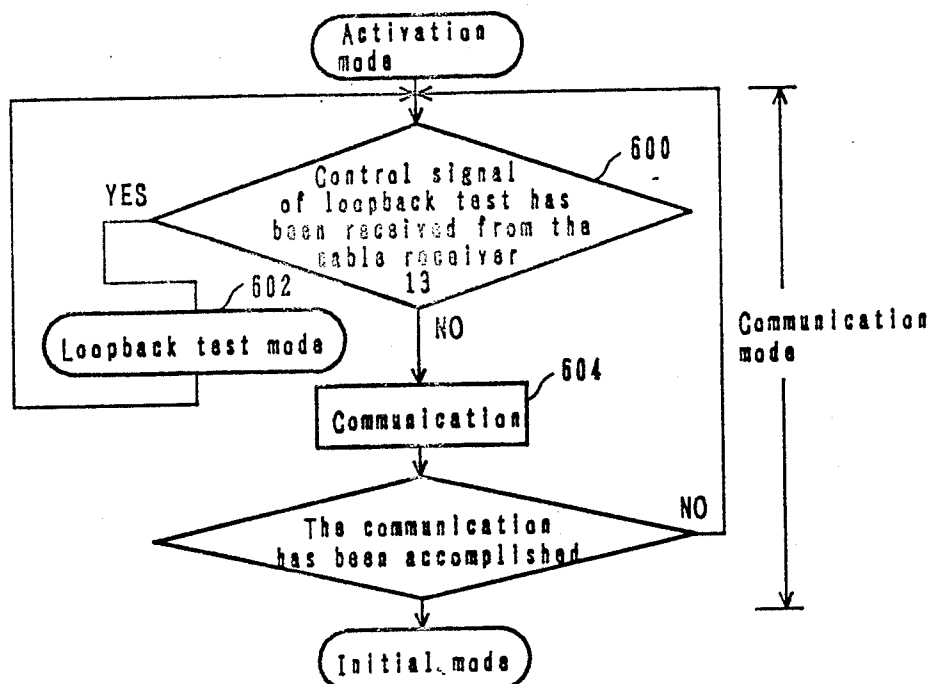 Activation
mode
600
YES
Control signal
of loopback test has
been received from the
cable receiver
13
602
NO
Loopback test mode
Communication
mode
604
Communication
NO
The communication
has been accomplished
Initial mode